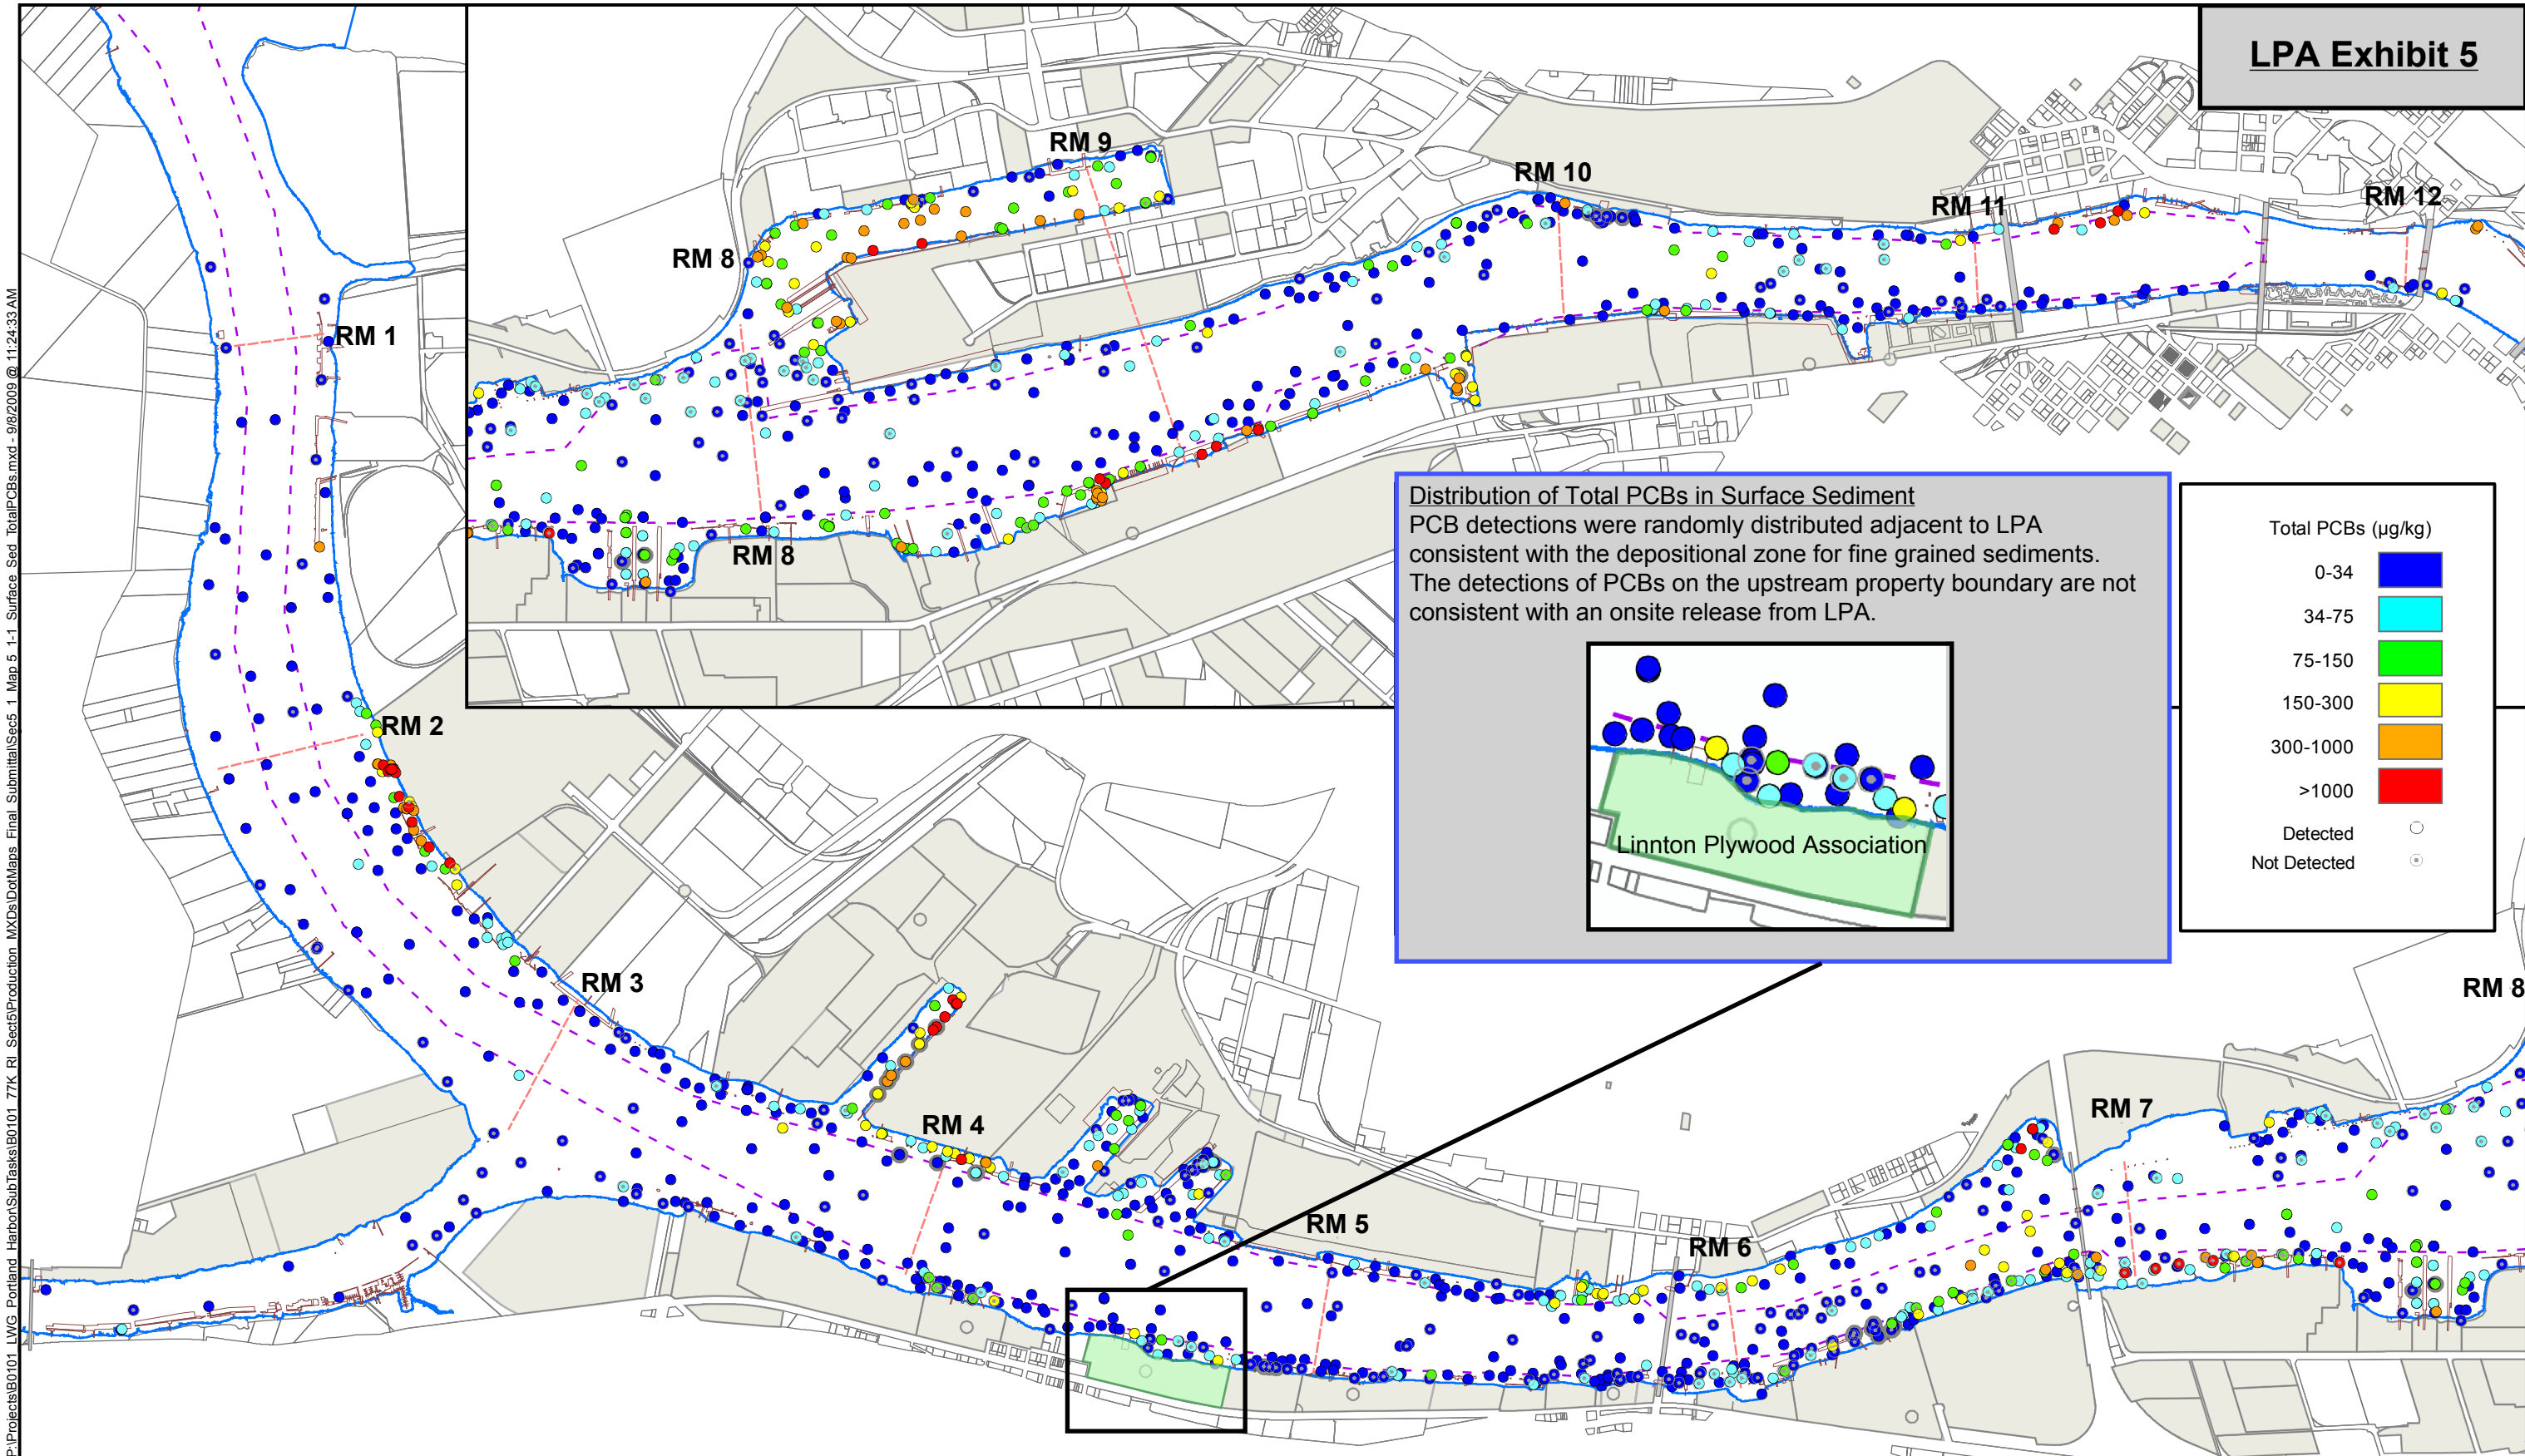 LPA Exhibit 5
P:\Projects\B0101_LWG_Portland_Harbor\SubTasks\B0101_77K_RI_Sect5\Production_MXDs\DotMaps_Final_Submittal\Sec5_1_Map_5_1-1_Surface_Sed_TotalPCBs.mxd - 9/8/2009 @ 11:24:33 AM
RM 9
RM 10
RM 11
RM 12
RM 8
RM 8
RM 1
RM 2
RM 3
RM 4
RM 5
RM 6
RM 7
RM 8
Distribution of Total PCBs in Surface Sediment
PCB detections were randomly distributed adjacent to LPA
consistent with the depositional zone for fine grained sediments.
The detections of PCBs on the upstream property boundary are not
consistent with an onsite release from LPA.
Linnton Plywood Association
Total PCBs (µg/kg)
0-34
34-75
75-150
150-300
300-1000
>1000
Detected
Not Detected